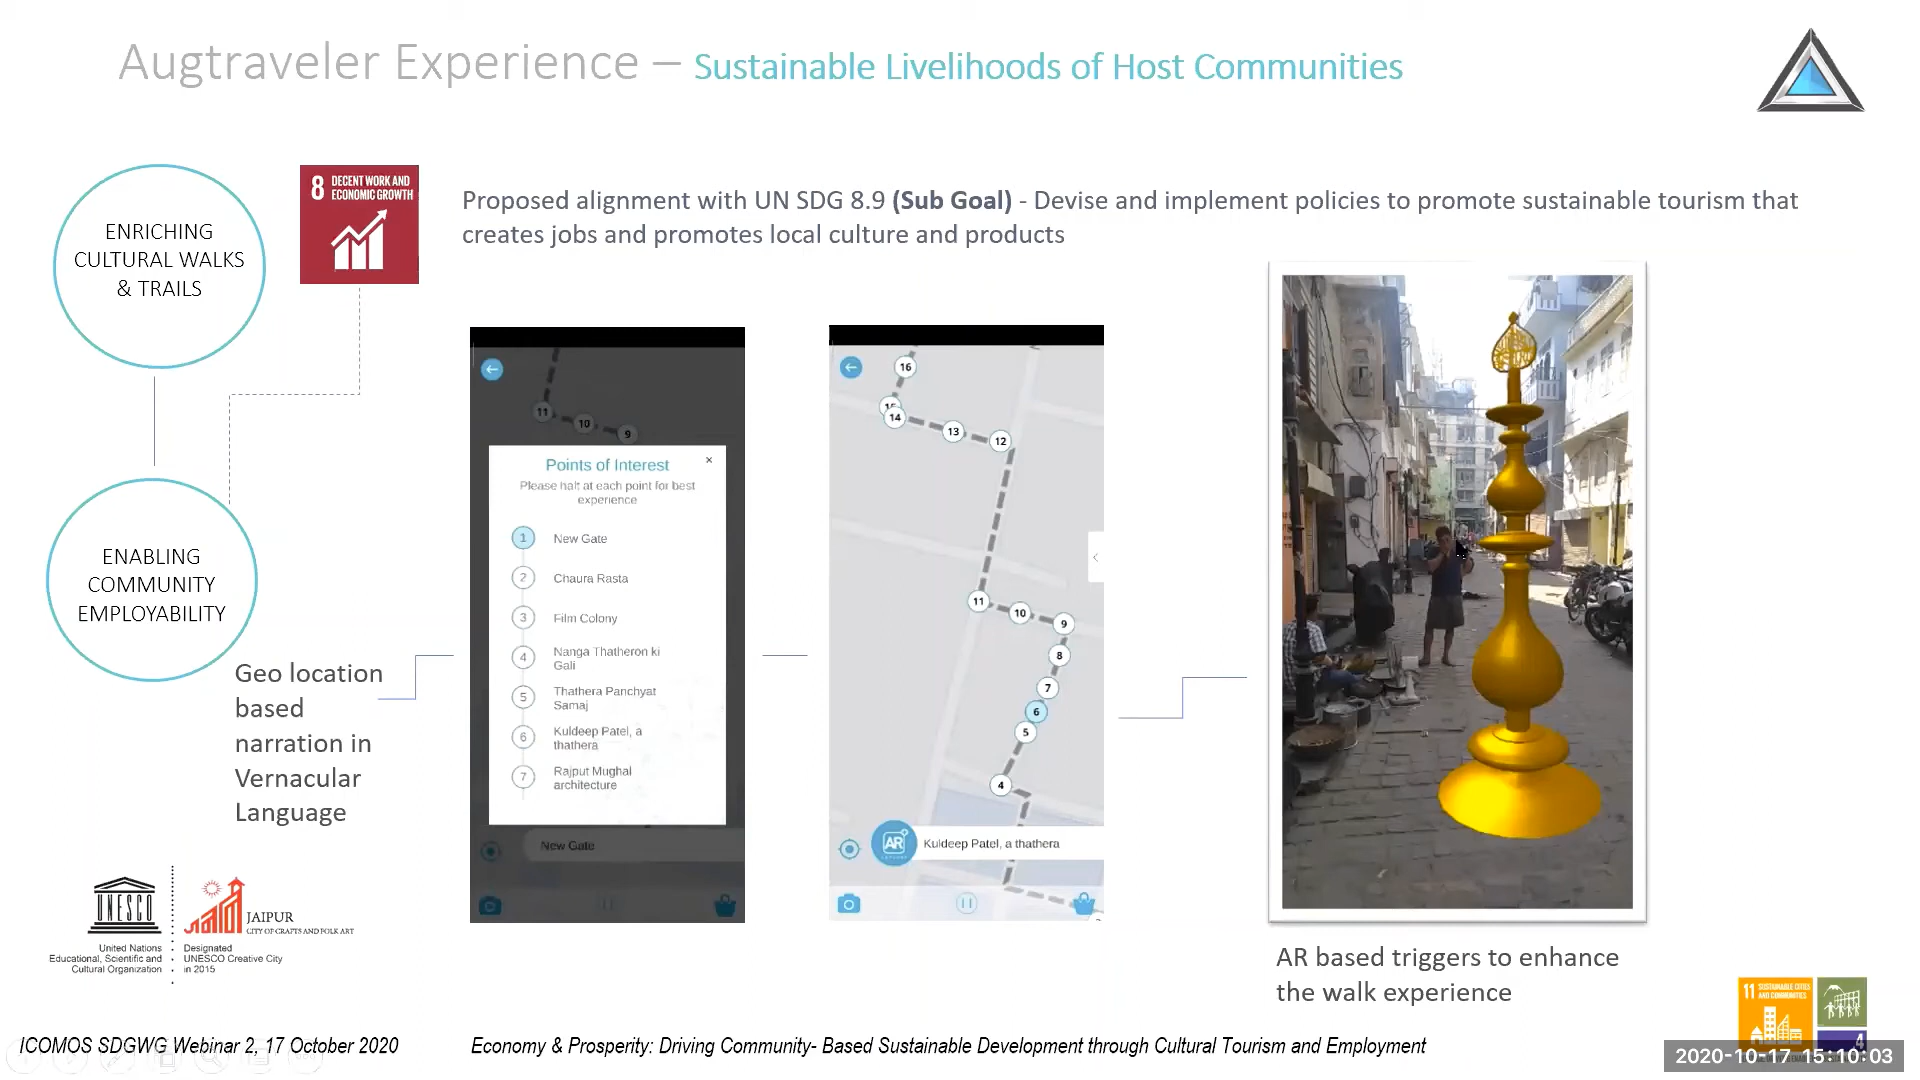 Augtraveler Experience – Sustainable Livelihoods of Host Communities
ENRICHING
CULTURAL WALKS
& TRAILS
8 DECENT WORK AND
ECONOMIC GROWTH
Proposed alignment with UN SDG 8.9 (Sub Goal) - Devise and implement policies to promote sustainable tourism that
creates jobs and promotes local culture and products
ENABLING
COMMUNITY
EMPLOYABILITY
Geo location
based
narration in
Vernacular
Language
11
10
9
Points of Interest
×
Please halt at each point for best
experience
1 New Gate
2 Chaura Rasta
3 Film Colony
4 Nanga Thatheron ki
Gali
5 Thathera Panchyat
Samaj
6 Kuldeep Patel, a
thathera
7 Rajput Mughal
architecture
New Gate
16
14
13
12
11
10
9
8
7
6
5
4
AR
Kuldeep Patel, a thathera
AR based triggers to enhance
the walk experience
UNESCO
United Nations
Educational, Scientific and
Cultural Organization
JAIPUR
CITY OF CRAFTS AND FOLK ART
Designated
UNESCO Creative City
in 2015
11 SUSTAINABLE CITIES
AND COMMUNITIES
4
ICOMOS SDGWG Webinar 2, 17 October 2020
Economy & Prosperity: Driving Community- Based Sustainable Development through Cultural Tourism and Employment
2020-10-17 15:10:03